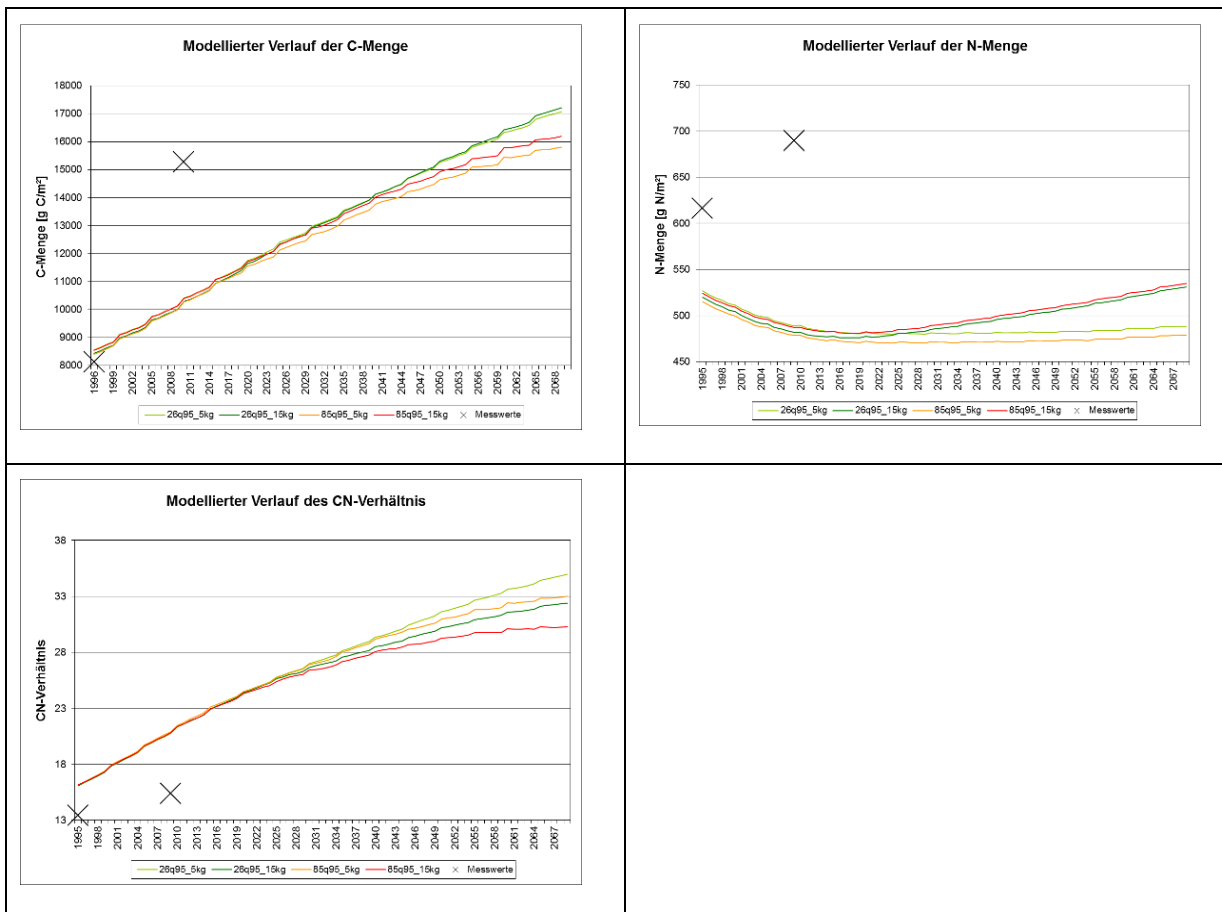 Modellierter Verlauf der C-Menge
18000
17000
16000
15000
14000
13000
12000
11000
10000
9000
8000
C-Menge [g C/m²]
1996 1999 2002 2005 2008 2011 2014 2017 2020 2023 2026 2029 2032 2035 2038 2041 2044 2047 2050 2053 2056 2059 2062 2065 2068
26q95_5kg 26q95_15kg 85q95_5kg 85q95_15kg Messwerte
Modellierter Verlauf der N-Menge
750
700
650
600
550
500
450
N-Menge [g N/m²]
1995 1998 2001 2004 2007 2010 2013 2016 2019 2022 2025 2028 2031 2034 2037 2040 2043 2046 2049 2052 2055 2058 2061 2064 2067
26q95_5kg 26q95_15kg 85q95_5kg 85q95_15kg Messwerte
Modellierter Verlauf des CN-Verhältnis
38
33
28
23
18
13
CN-Verhältnis
1995 1998 2001 2004 2007 2010 2013 2016 2019 2022 2025 2028 2031 2034 2037 2040 2043 2046 2049 2052 2055 2058 2061 2064 2067
26q95_5kg 26q95_15kg 85q95_5kg 85q95_15kg Messwerte